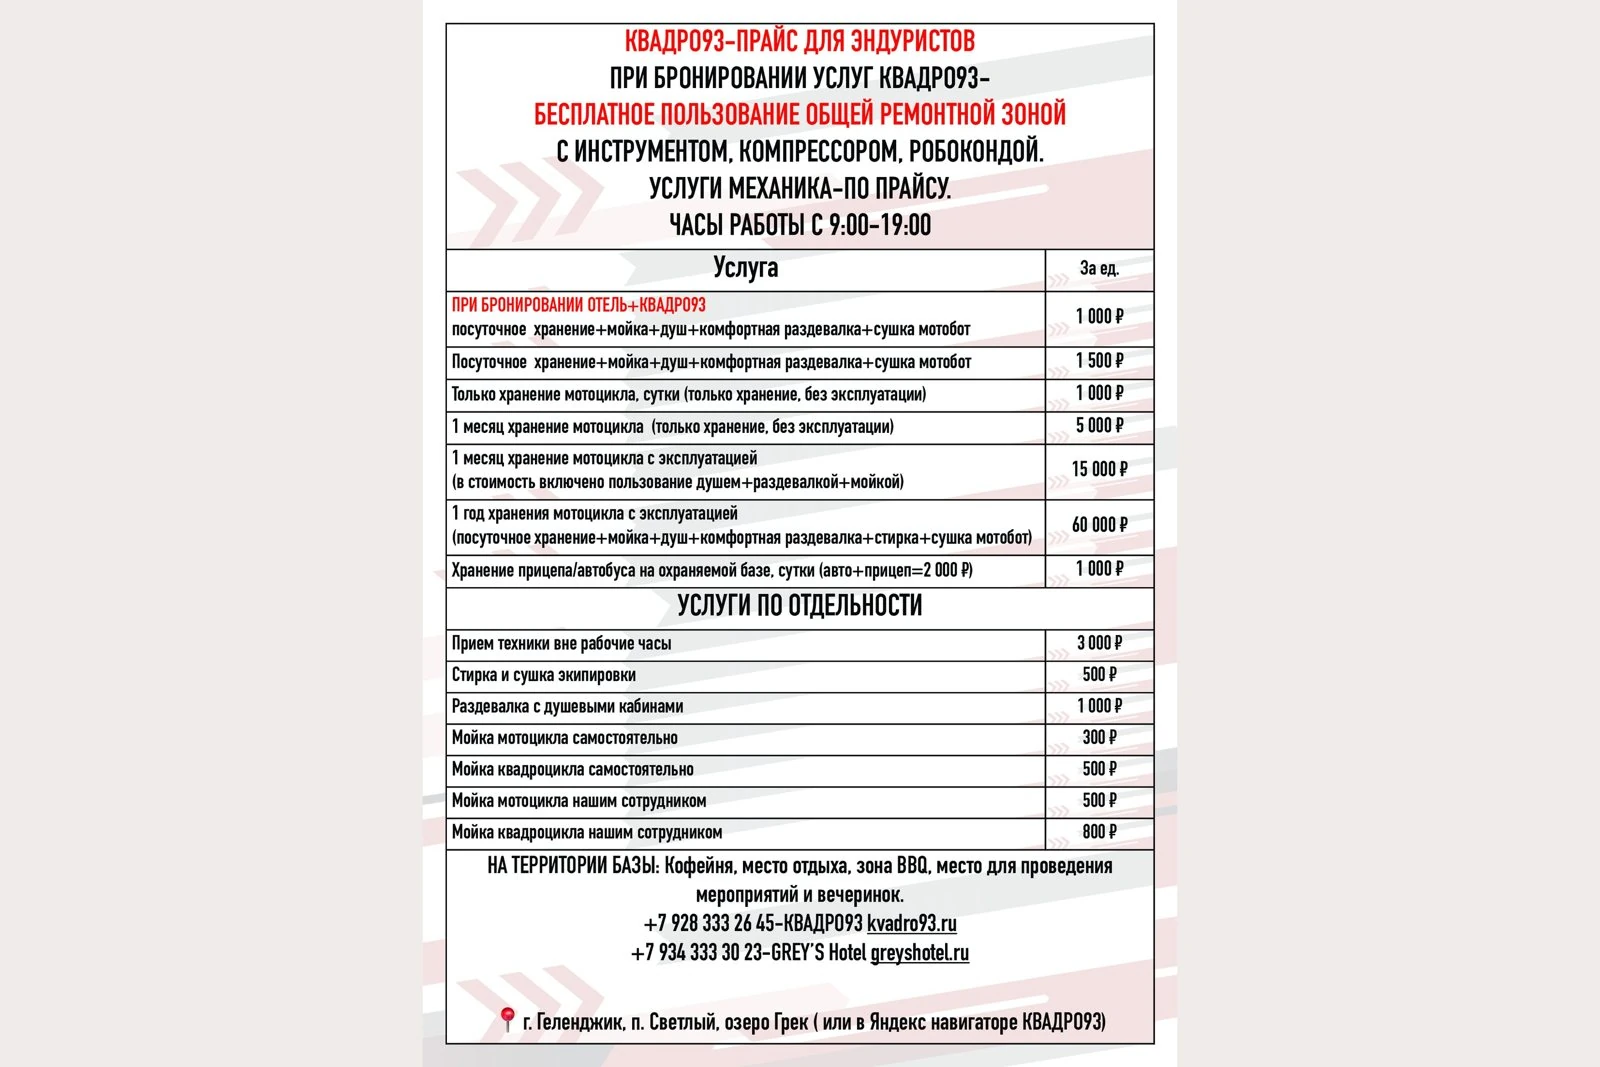 КВАДРО93-ПРАЙС ДЛЯ ЭНДУРИСТОВ
ПРИ БРОНИРОВАНИИ УСЛУГ КВАДРО93-
БЕСПЛАТНОЕ ПОЛЬЗОВАНИЕ ОБЩЕЙ РЕМОНТНОЙ ЗОНОЙ
С ИНСТРУМЕНТОМ, КОМПРЕССОРОМ, РОБОКОНДОЙ.
УСЛУГИ МЕХАНИКА-ПО ПРАЙСУ.
ЧАСЫ РАБОТЫ С 9:00-19:00
Услуга За ед.
ПРИ БРОНИРОВАНИИ ОТЕЛЬ+КВАДРО93
посуточное хранение+мойка+душ+комфортная раздевалка+сушка мотобот 1 000 ₽
Посуточное хранение+мойка+душ+комфортная раздевалка+сушка мотобот 1 500 ₽
Только хранение мотоцикла, сутки (только хранение, без эксплуатации) 1 000 ₽
1 месяц хранение мотоцикла (только хранение, без эксплуатации) 5 000 ₽
1 месяц хранение мотоцикла с эксплуатацией
(в стоимость включено пользование душем+раздевалкой+мойкой) 15 000 ₽
1 год хранения мотоцикла с эксплуатацией
(посуточное хранение+мойка+душ+комфортная раздевалка+стирка+сушка мотобот) 60 000 ₽
Хранение прицепа/автобуса на охраняемой базе, сутки (авто+прицеп=2 000 ₽) 1 000 ₽
УСЛУГИ ПО ОТДЕЛЬНОСТИ
Прием техники вне рабочие часы 3 000 ₽
Стирка и сушка экипировки 500 ₽
Раздевалка с душевыми кабинами 1 000 ₽
Мойка мотоцикла самостоятельно 300 ₽
Мойка квадроцикла самостоятельно 500 ₽
Мойка мотоцикла нашим сотрудником 500 ₽
Мойка квадроцикла нашим сотрудником 800 ₽
НА ТЕРРИТОРИИ БАЗЫ: Кофейня, место отдыха, зона BBQ, место для проведения
мероприятий и вечеринок.
+7 928 333 26 45-КВАДРО93 kvadro93.ru
+7 934 333 30 23-GREY’S Hotel greyshotel.ru
г. Геленджик, п. Светлый, озеро Грек ( или в Яндекс навигаторе КВАДРО93)